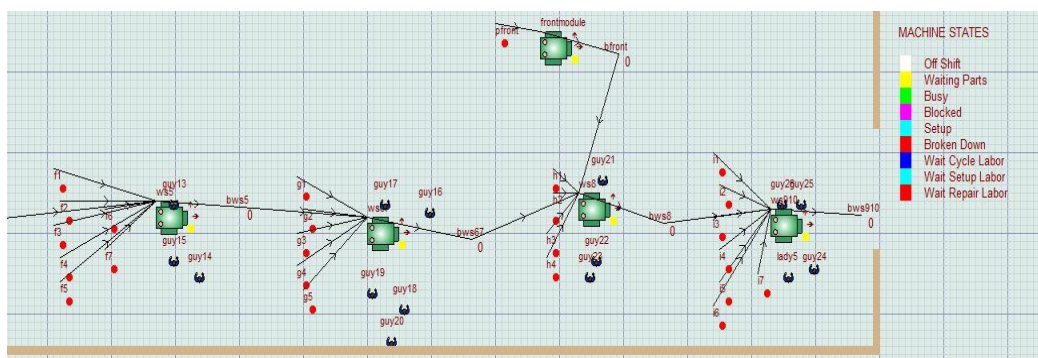 frontmodule
pfront
bfront
0
MACHINE STATES
Off Shift
Waiting Parts
Busy
Blocked
Setup
Broken Down
Wait Cycle Labor
Wait Setup Labor
Wait Repair Labor
f1
guy13
ws5
f2
f6
f3
guy15
guy14
f4
f7
f5
bws5
0
g1
guy17
guy16
g2
g3
guy19
g4
guy18
g5
guy20
bws67
0
guy21
h1
ws8
h2
h3
guy22
h4
bws8
0
i1
i2
guy25
i3
i4
lady5
guy24
i5
i7
i6
bws910
0